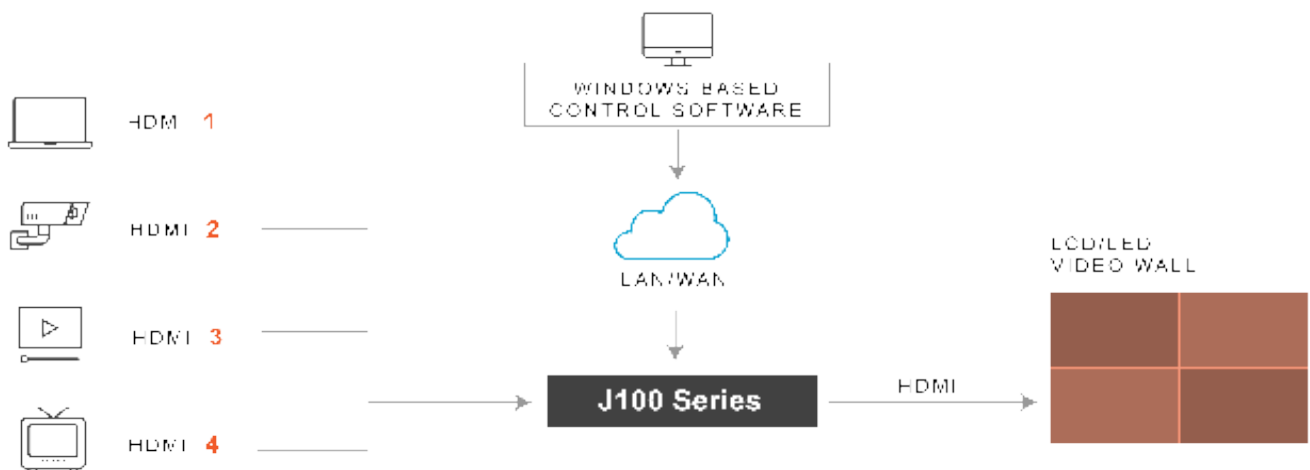 WINDOWS BASED
CONTROL SOFTWARE
HDMI 1
HDMI 2
LAN/WAN
LCD/LED
VIDEO WALL
HDMI 3
J100 Series
HDMI
HDMI 4